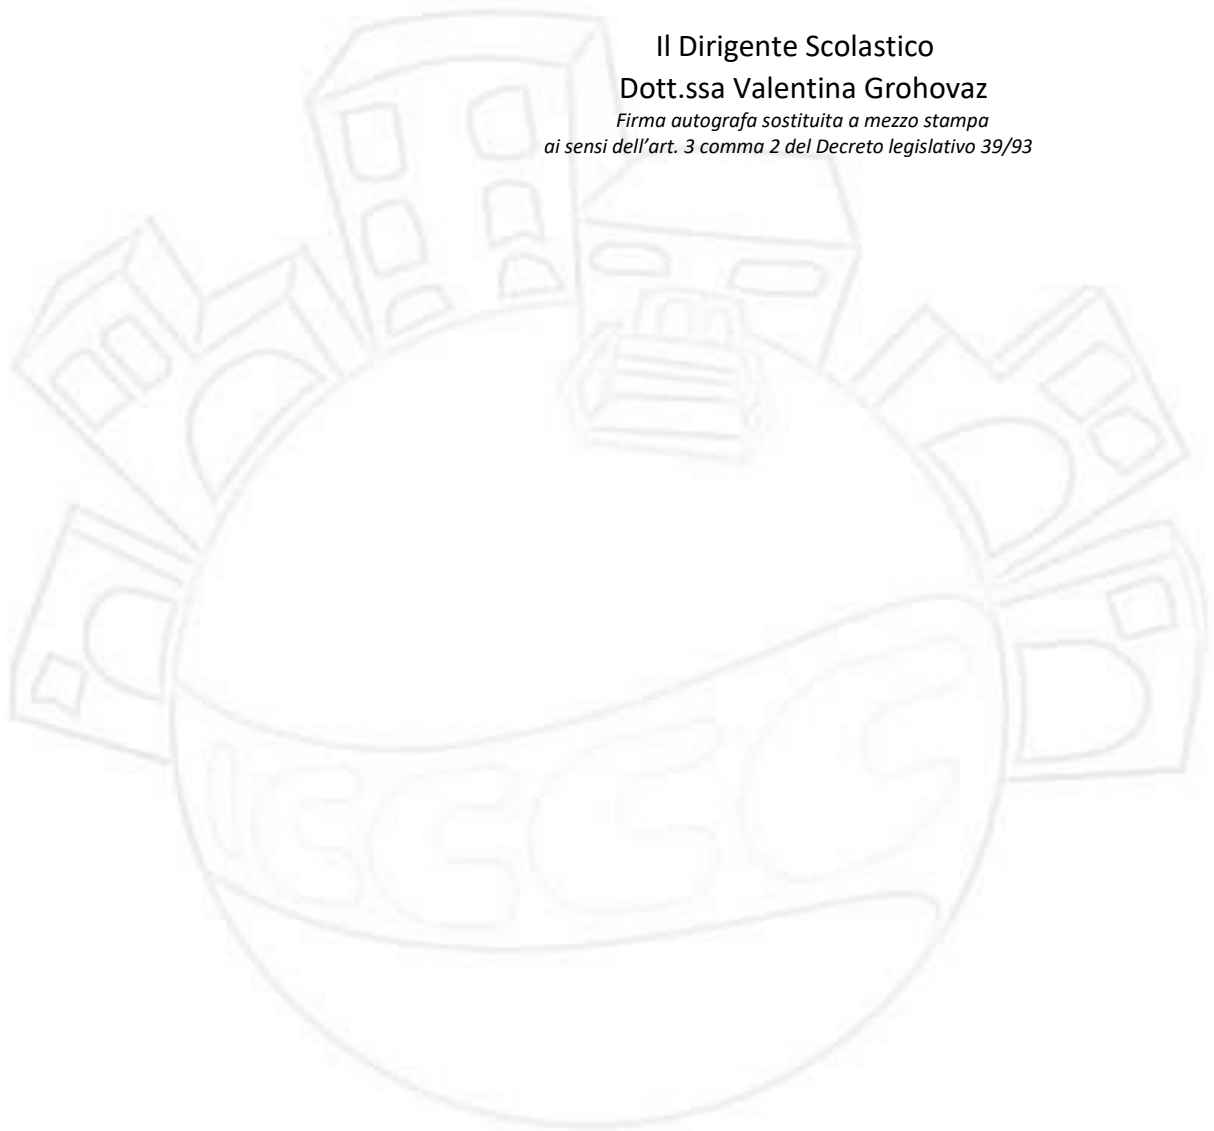 Il Dirigente Scolastico
Dott.ssa Valentina Grohovaz
Firma autografa sostituita a mezzo stampa
ai sensi dell'art. 3 comma 2 del Decreto legislativo 39/93